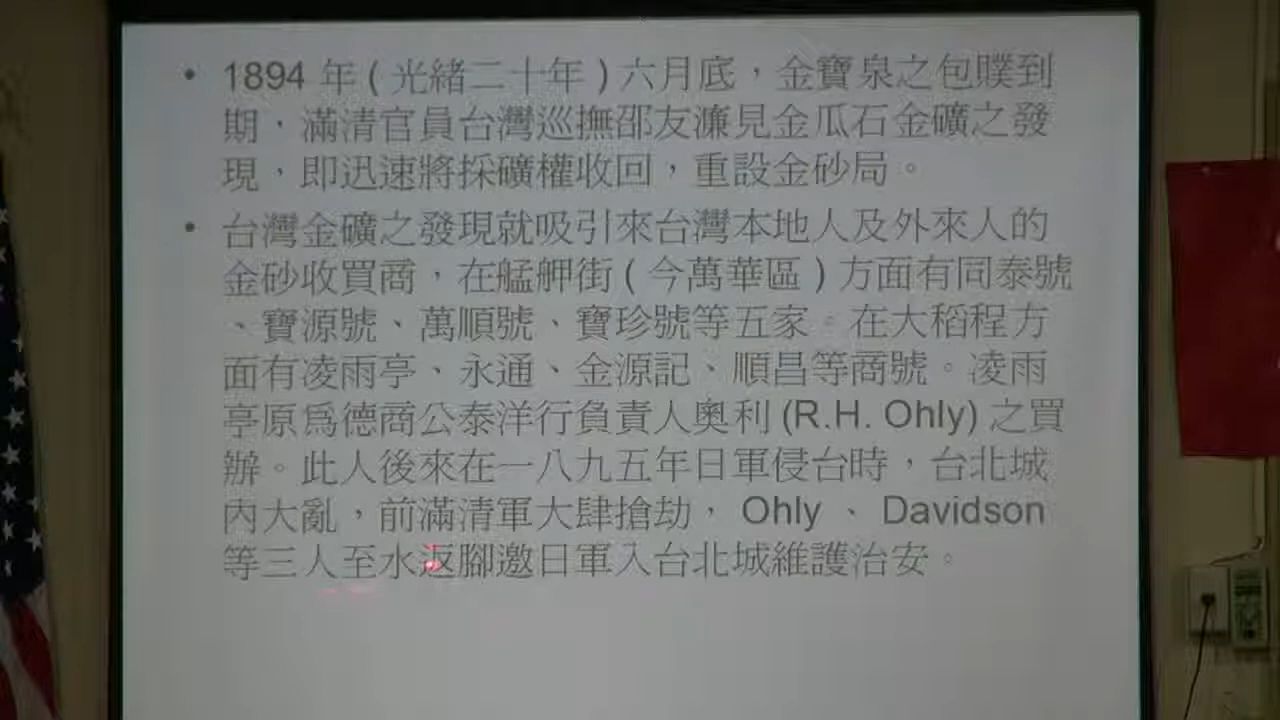 • 1894 年 ( 光緒二十年 ) 六月底，金寶泉之包贌到
期，滿清官員台灣巡撫邵友濂見金瓜石金礦之發
現，即迅速將採礦權收回，重設金砂局。
• 台灣金礦之發現就吸引來台灣本地人及外來人的
金砂收買商，在艋舺街 ( 今萬華區 ) 方面有同泰號
、寶源號、萬順號、寶珍號等五家。在大稻程方
面有凌雨亭、永通、金源記、順昌等商號。凌雨
亭原為德商公泰洋行負責人奧利 (R.H. Ohly) 之買
辦。此人後來在一八九五年日軍侵台時，台北城
內大亂，前滿清軍大肆搶劫， Ohly 、 Davidson
等三人至水返腳邀日軍入台北城維護治安。